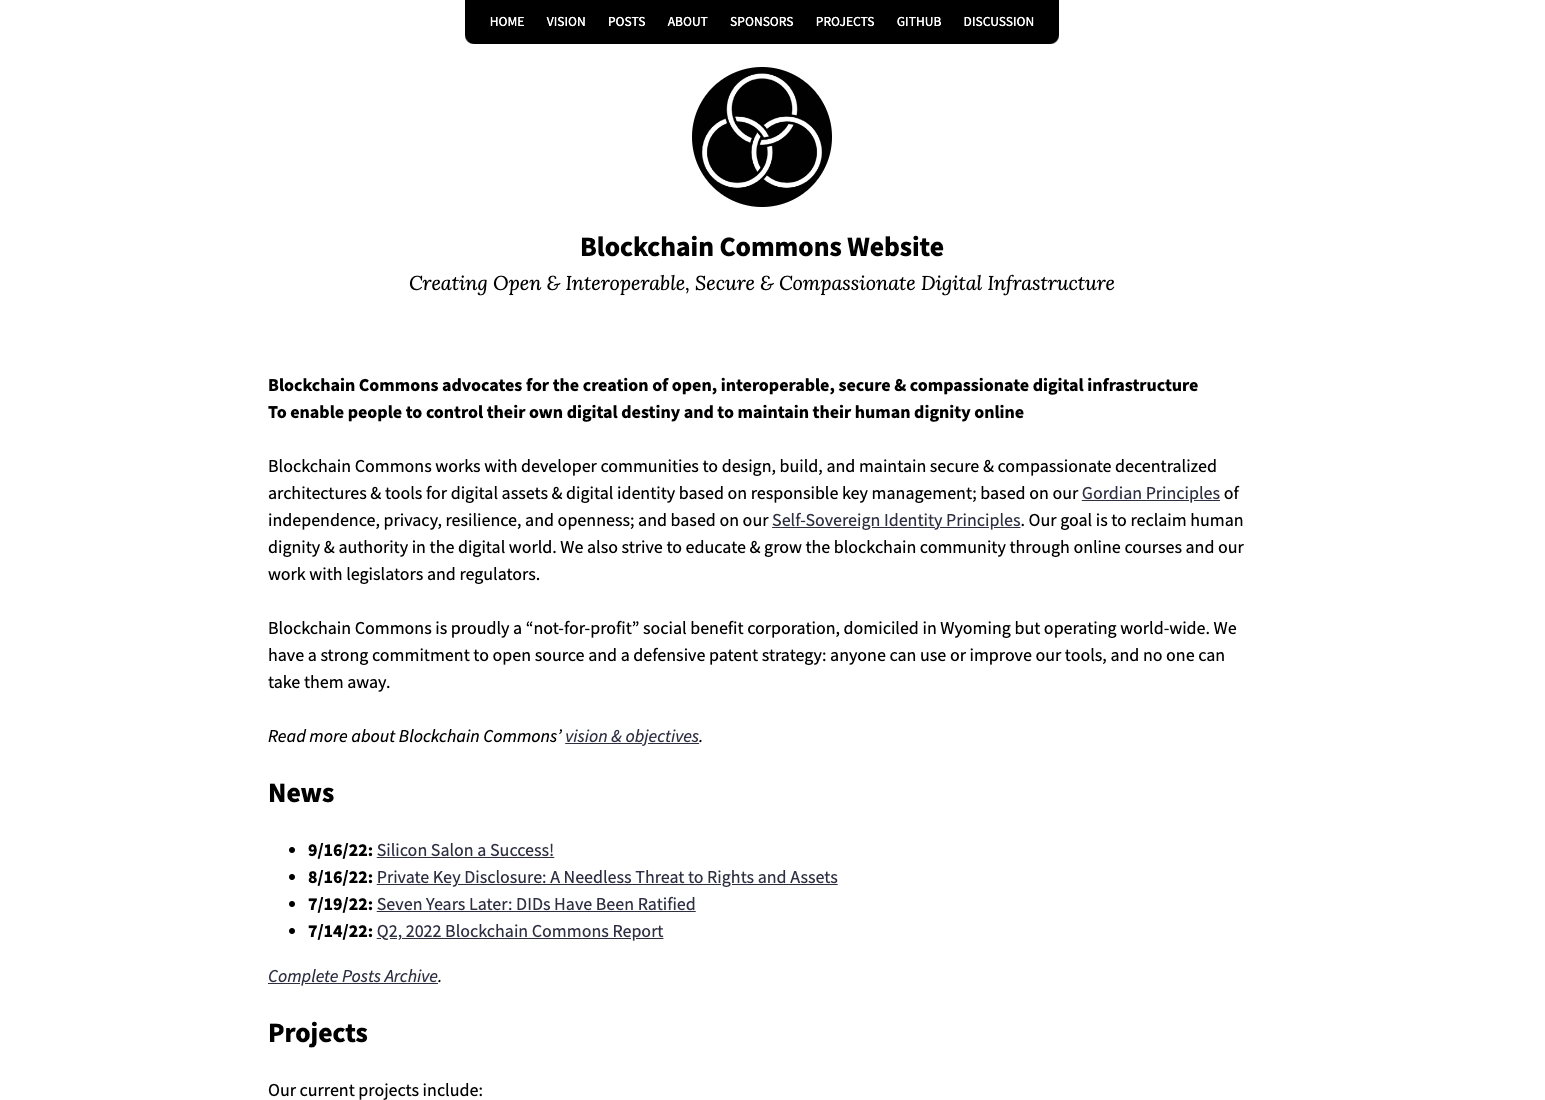 HOME VISION POSTS ABOUT SPONSORS PROJECTS GITHUB DISCUSSION
Blockchain Commons Website
Creating Open & Interoperable, Secure & Compassionate Digital Infrastructure
Blockchain Commons advocates for the creation of open, interoperable, secure & compassionate digital infrastructure
To enable people to control their own digital destiny and to maintain their human dignity online
Blockchain Commons works with developer communities to design, build, and maintain secure & compassionate decentralized
architectures & tools for digital assets & digital identity based on responsible key management; based on our Gordian Principles of
independence, privacy, resilience, and openness; and based on our Self-Sovereign Identity Principles. Our goal is to reclaim human
dignity & authority in the digital world. We also strive to educate & grow the blockchain community through online courses and our
work with legislators and regulators.
Blockchain Commons is proudly a “not-for-profit” social benefit corporation, domiciled in Wyoming but operating world-wide. We
have a strong commitment to open source and a defensive patent strategy: anyone can use or improve our tools, and no one can
take them away.
Read more about Blockchain Commons’ vision & objectives.
News
• 9/16/22: Silicon Salon a Success!
• 8/16/22: Private Key Disclosure: A Needless Threat to Rights and Assets
• 7/19/22: Seven Years Later: DIDs Have Been Ratified
• 7/14/22: Q2, 2022 Blockchain Commons Report
Complete Posts Archive.
Projects
Our current projects include: